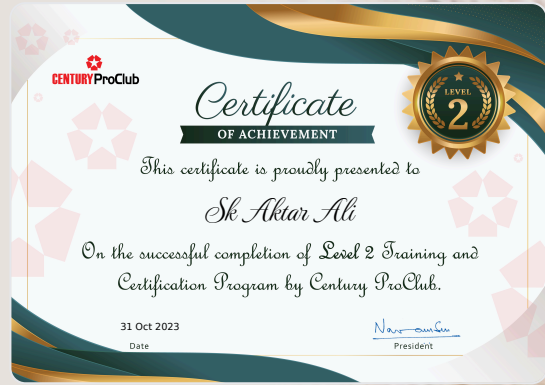 CENTURY ProClub
Certificate
OF ACHIEVEMENT
LEVEL
2
This certificate is proudly presented to
Sk Aktar Ali
On the successful completion of Level 2 Training and
Certification Program by Century ProClub.
31 Oct 2023
Date
President